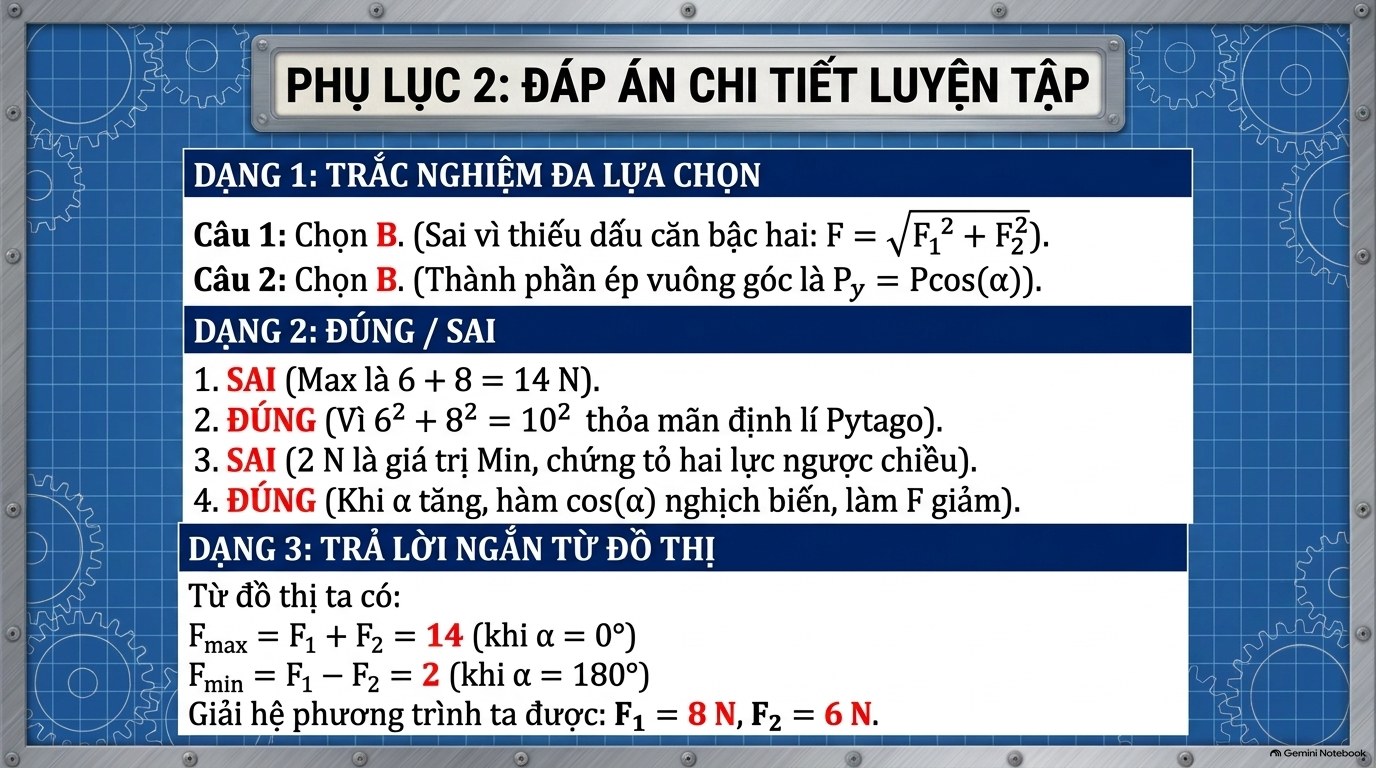 PHỤ LỤC 2: ĐÁP ÁN CHI TIẾT LUYỆN TẬP
DẠNG 1: TRẮC NGHIỆM ĐA LỰA CHỌN
Câu 1: Chọn B. (Sai vì thiếu dấu căn bậc hai: F = √(F₁² + F₂²)).
Câu 2: Chọn B. (Thành phần ép vuông góc là Pᵧ = Pcos(α)).
DẠNG 2: ĐÚNG / SAI
1. SAI (Max là 6 + 8 = 14 N).
2. ĐÚNG (Vì 6² + 8² = 10² thỏa mãn định lí Pytago).
3. SAI (2 N là giá trị Min, chứng tỏ hai lực ngược chiều).
4. ĐÚNG (Khi α tăng, hàm cos(α) nghịch biến, làm F giảm).
DẠNG 3: TRẢ LỜI NGẮN TỪ ĐỒ THỊ
Từ đồ thị ta có:
Fmax = F₁ + F₂ = 14 (khi α = 0°)
Fmin = F₁ − F₂ = 2 (khi α = 180°)
Giải hệ phương trình ta được: F₁ = 8 N, F₂ = 6 N.
Gemini Notebook